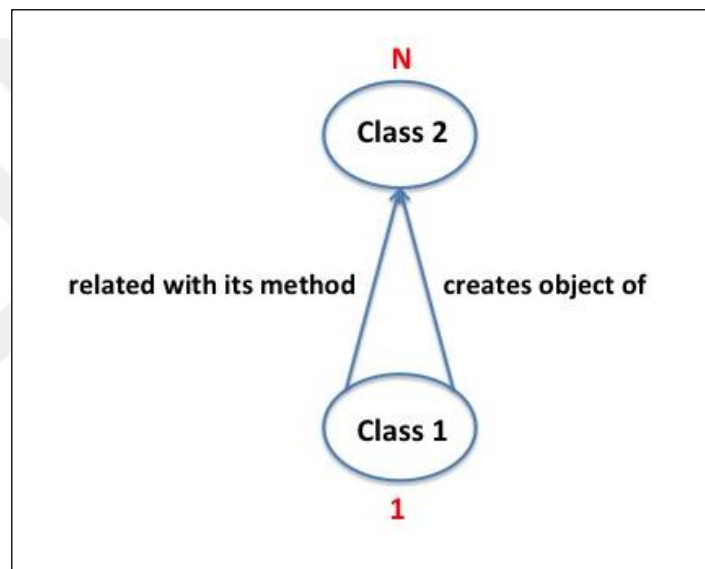 N
Class 2
related with its method
creates object of
Class 1
1